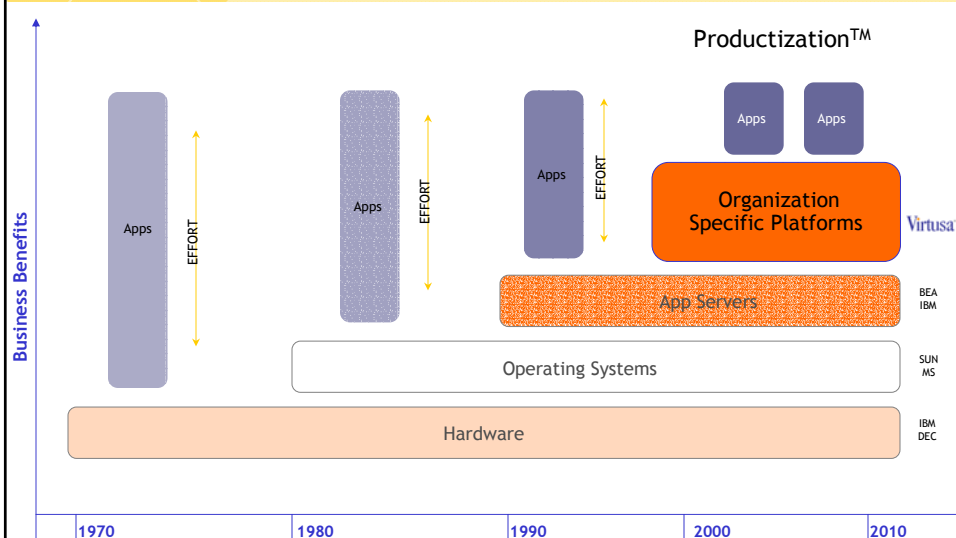 Productization™
Apps
Apps
Apps
EFFORT
Apps
EFFORT
Apps
EFFORT
Organization
Specific Platforms
Virtusa
App Servers
BEA
IBM
Operating Systems
SUN
MS
Hardware
IBM
DEC
Business Benefits
1970
1980
1990
2000
2010